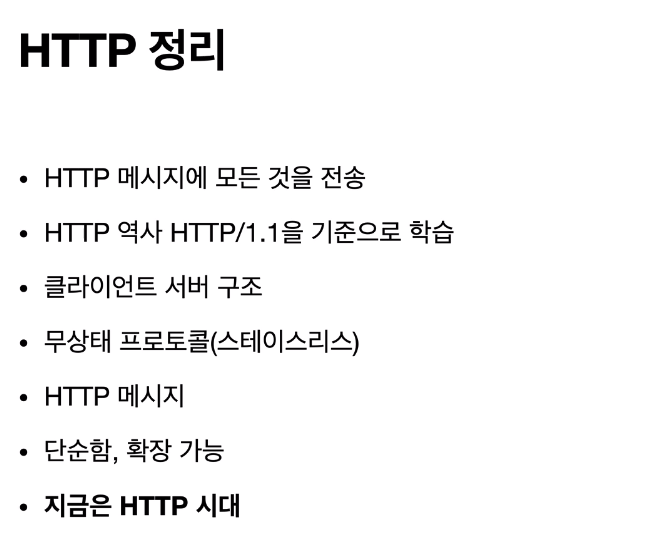 HTTP 정리
• HTTP 메시지에 모든 것을 전송
• HTTP 역사 HTTP/1.1을 기준으로 학습
• 클라이언트 서버 구조
• 무상태 프로토콜(스테이스리스)
• HTTP 메시지
• 단순함, 확장 가능
• 지금은 HTTP 시대